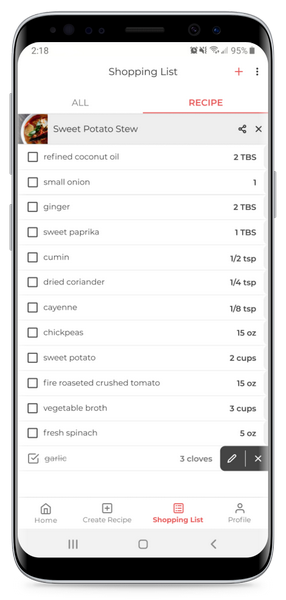 2:18 95%
Shopping List
ALL RECIPE
Sweet Potato Stew
refined coconut oil 2 TBS
small onion 1
ginger 2 TBS
sweet paprika 1 TBS
cumin 1/2 tsp
dried coriander 1/4 tsp
cayenne 1/8 tsp
chickpeas 15 oz
sweet potato 2 cups
fire roaseted crushed tomato 15 oz
vegetable broth 3 cups
fresh spinach 5 oz
garlic 3 cloves
Home Create Recipe Shopping List Profile